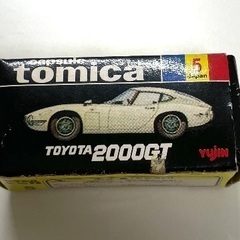 capsule
tomica
5
Japan
TOYOTA 2000GT
Yujin